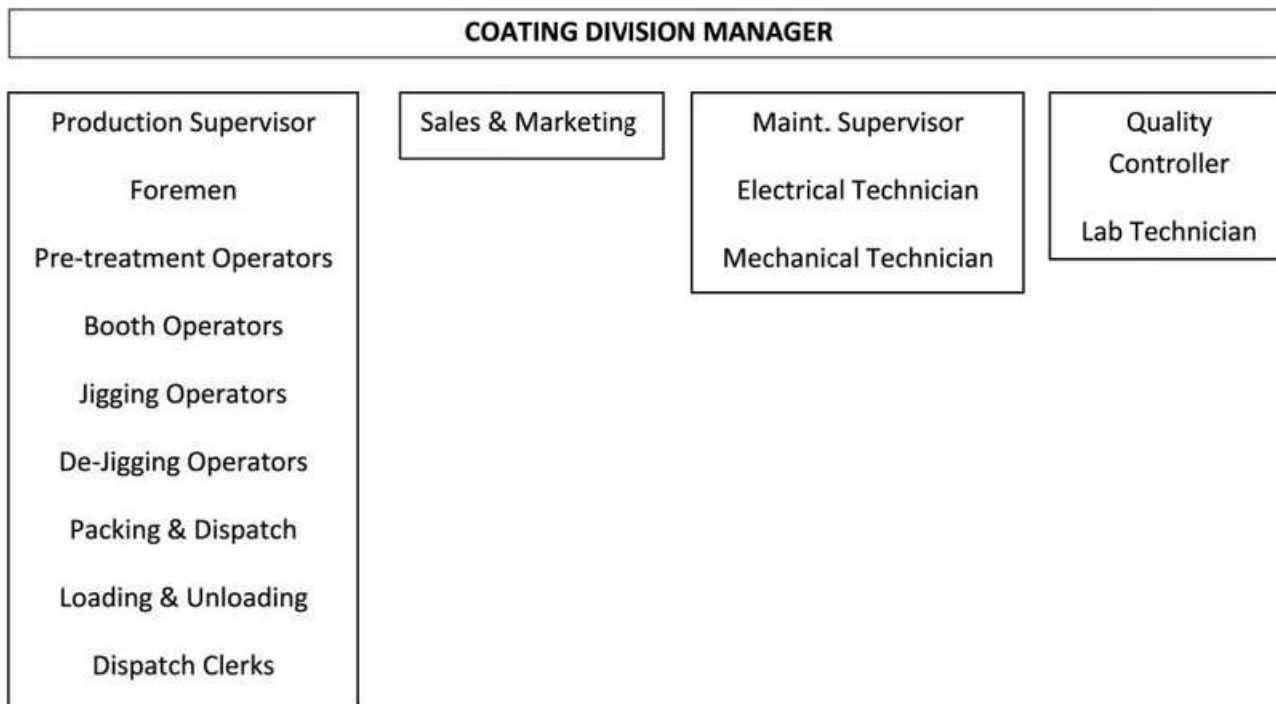 COATING DIVISION MANAGER
Production Supervisor
Foremen
Pre-treatment Operators
Booth Operators
Jigging Operators
De-Jigging Operators
Packing & Dispatch
Loading & Unloading
Dispatch Clerks
Sales & Marketing
Maint. Supervisor
Electrical Technician
Mechanical Technician
Quality
Controller
Lab Technician